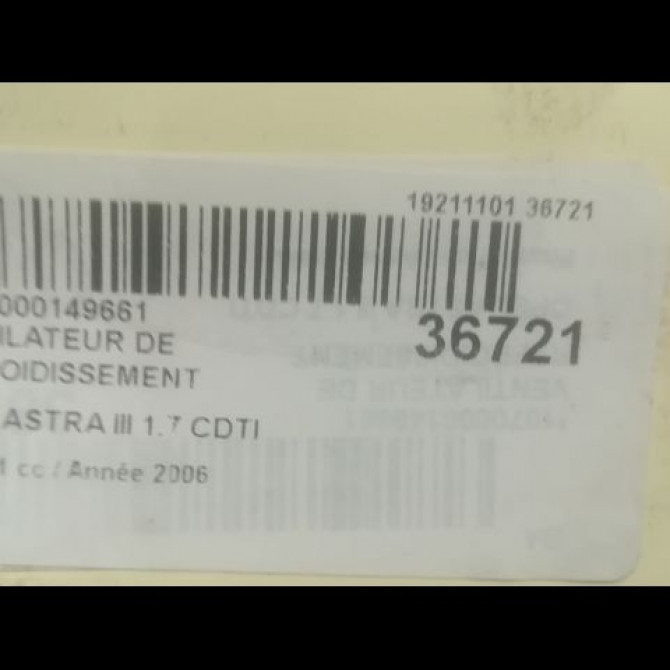 19211101 36721
000149661
36721
ILATEUR DE
OIDISSEMENT
ASTRA III 1.7 CDTI
cc / Année 2006